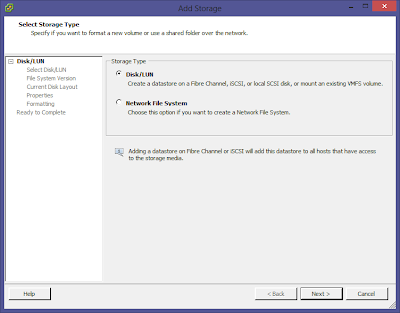 Add Storage
Select Storage Type
Specify if you want to format a new volume or use a shared folder over the network.
Disk/LUN
Select Disk/LUN
File System Version
Current Disk Layout
Properties
Formatting
Ready to Complete
Storage Type
Disk/LUN
Create a datastore on a Fibre Channel, iSCSI, or local SCSI disk, or mount an existing VMFS volume.
Network File System
Choose this option if you want to create a Network File System.
Adding a datastore on Fibre Channel or iSCSI will add this datastore to all hosts that have access
to the storage media.
Help
< Back
Next >
Cancel